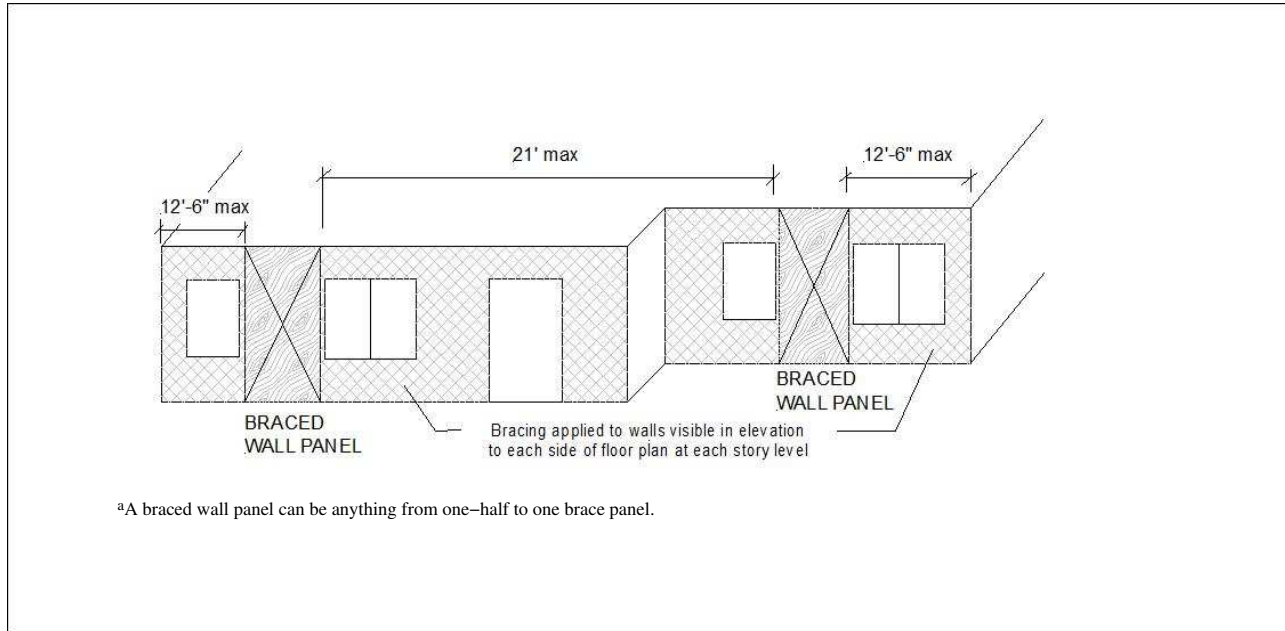 21' max
12'-6" max
12'-6" max
BRACED
WALL PANEL
BRACED
WALL PANEL
Bracing applied to walls visible in elevation
to each side of floor plan at each story level
aA braced wall panel can be anything from one−half to one brace panel.